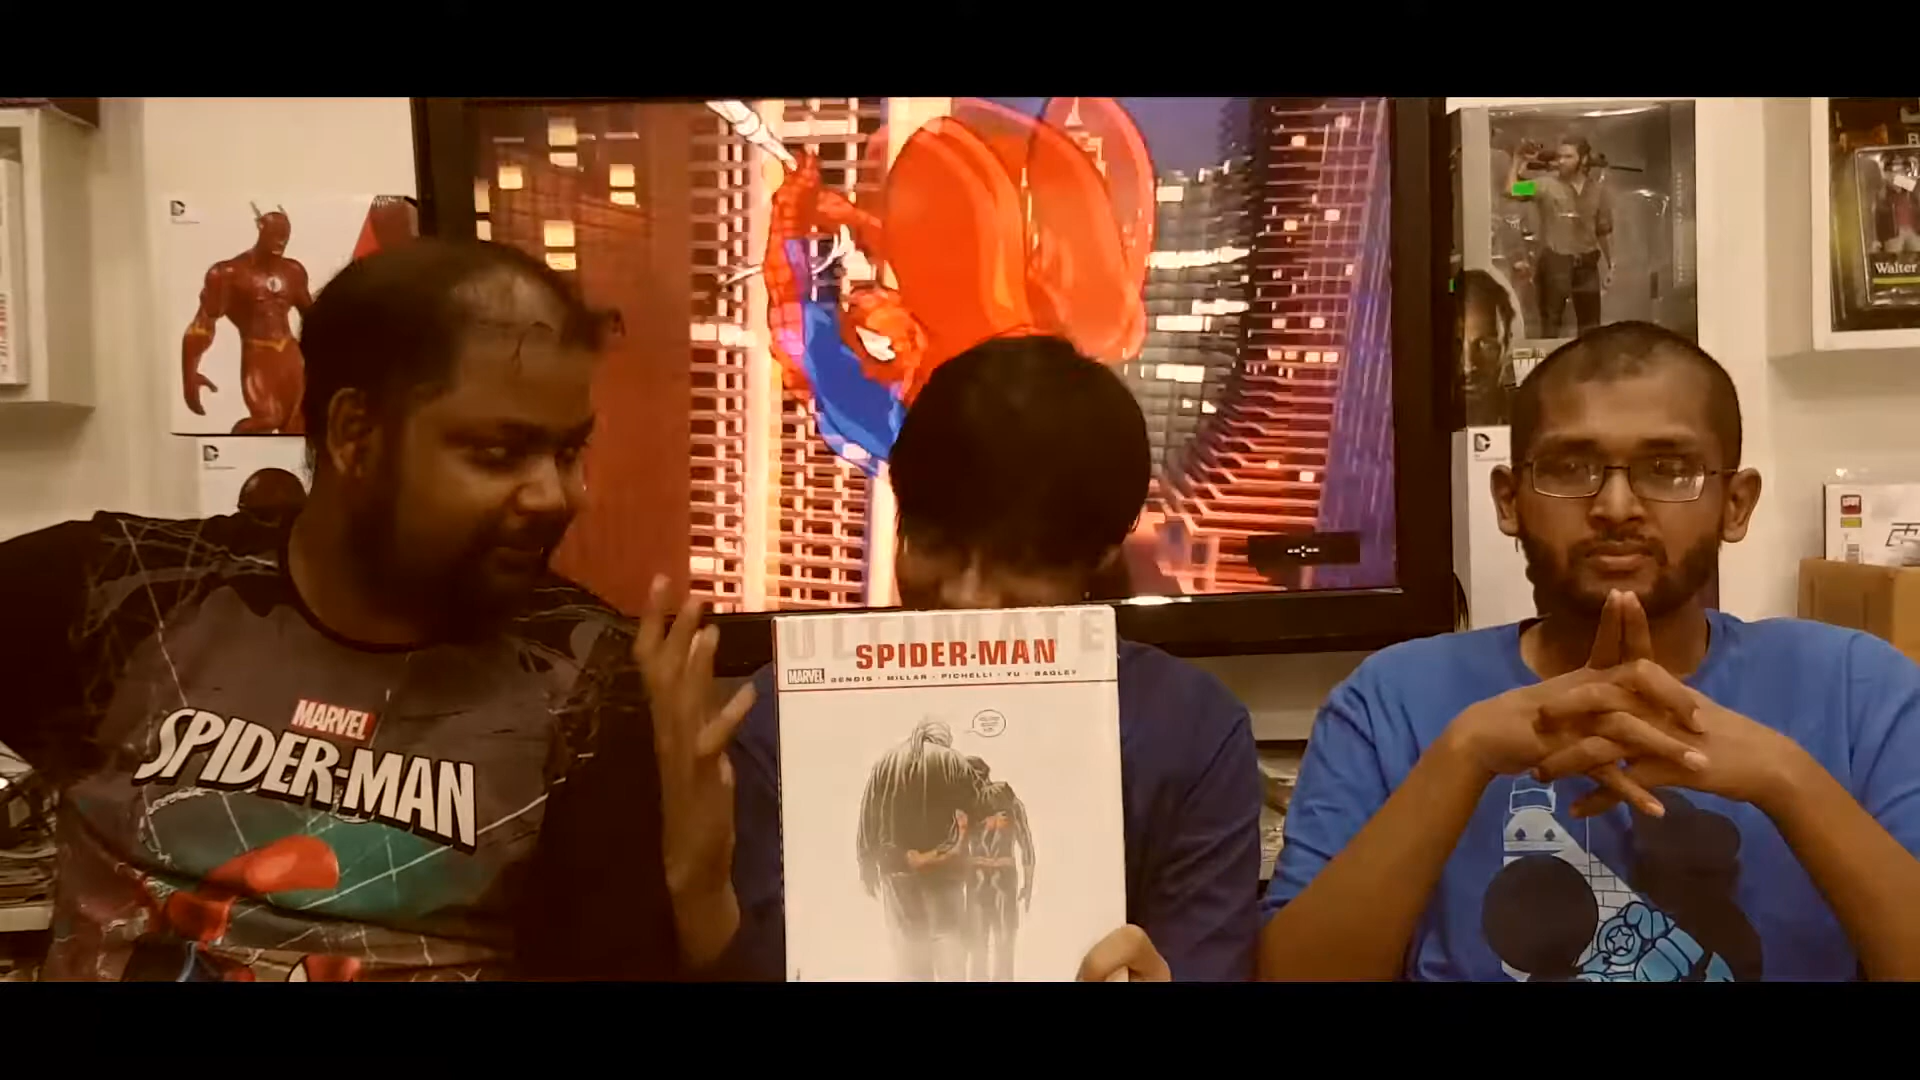 Walter
ULTIMATE
SPIDER-MAN
MARVEL BENDIS · MILLAR · PICHELLI · YU · BAGLEY
MARVEL
SPIDER-MAN